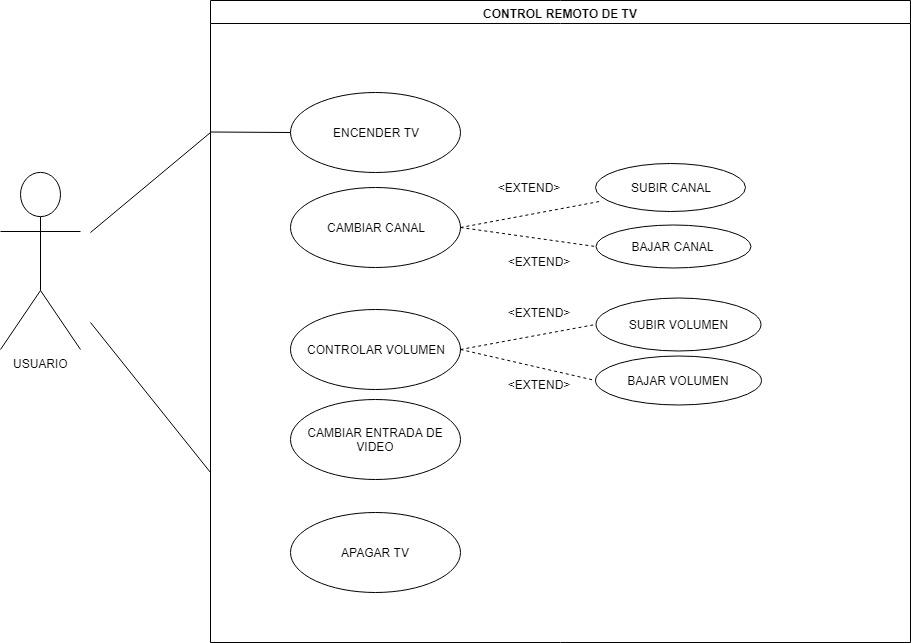 CONTROL REMOTO DE TV
ENCENDER TV
<EXTEND>
SUBIR CANAL
CAMBIAR CANAL
BAJAR CANAL
<EXTEND>
<EXTEND>
SUBIR VOLUMEN
CONTROLAR VOLUMEN
USUARIO
<EXTEND>
BAJAR VOLUMEN
CAMBIAR ENTRADA DE
VIDEO
APAGAR TV